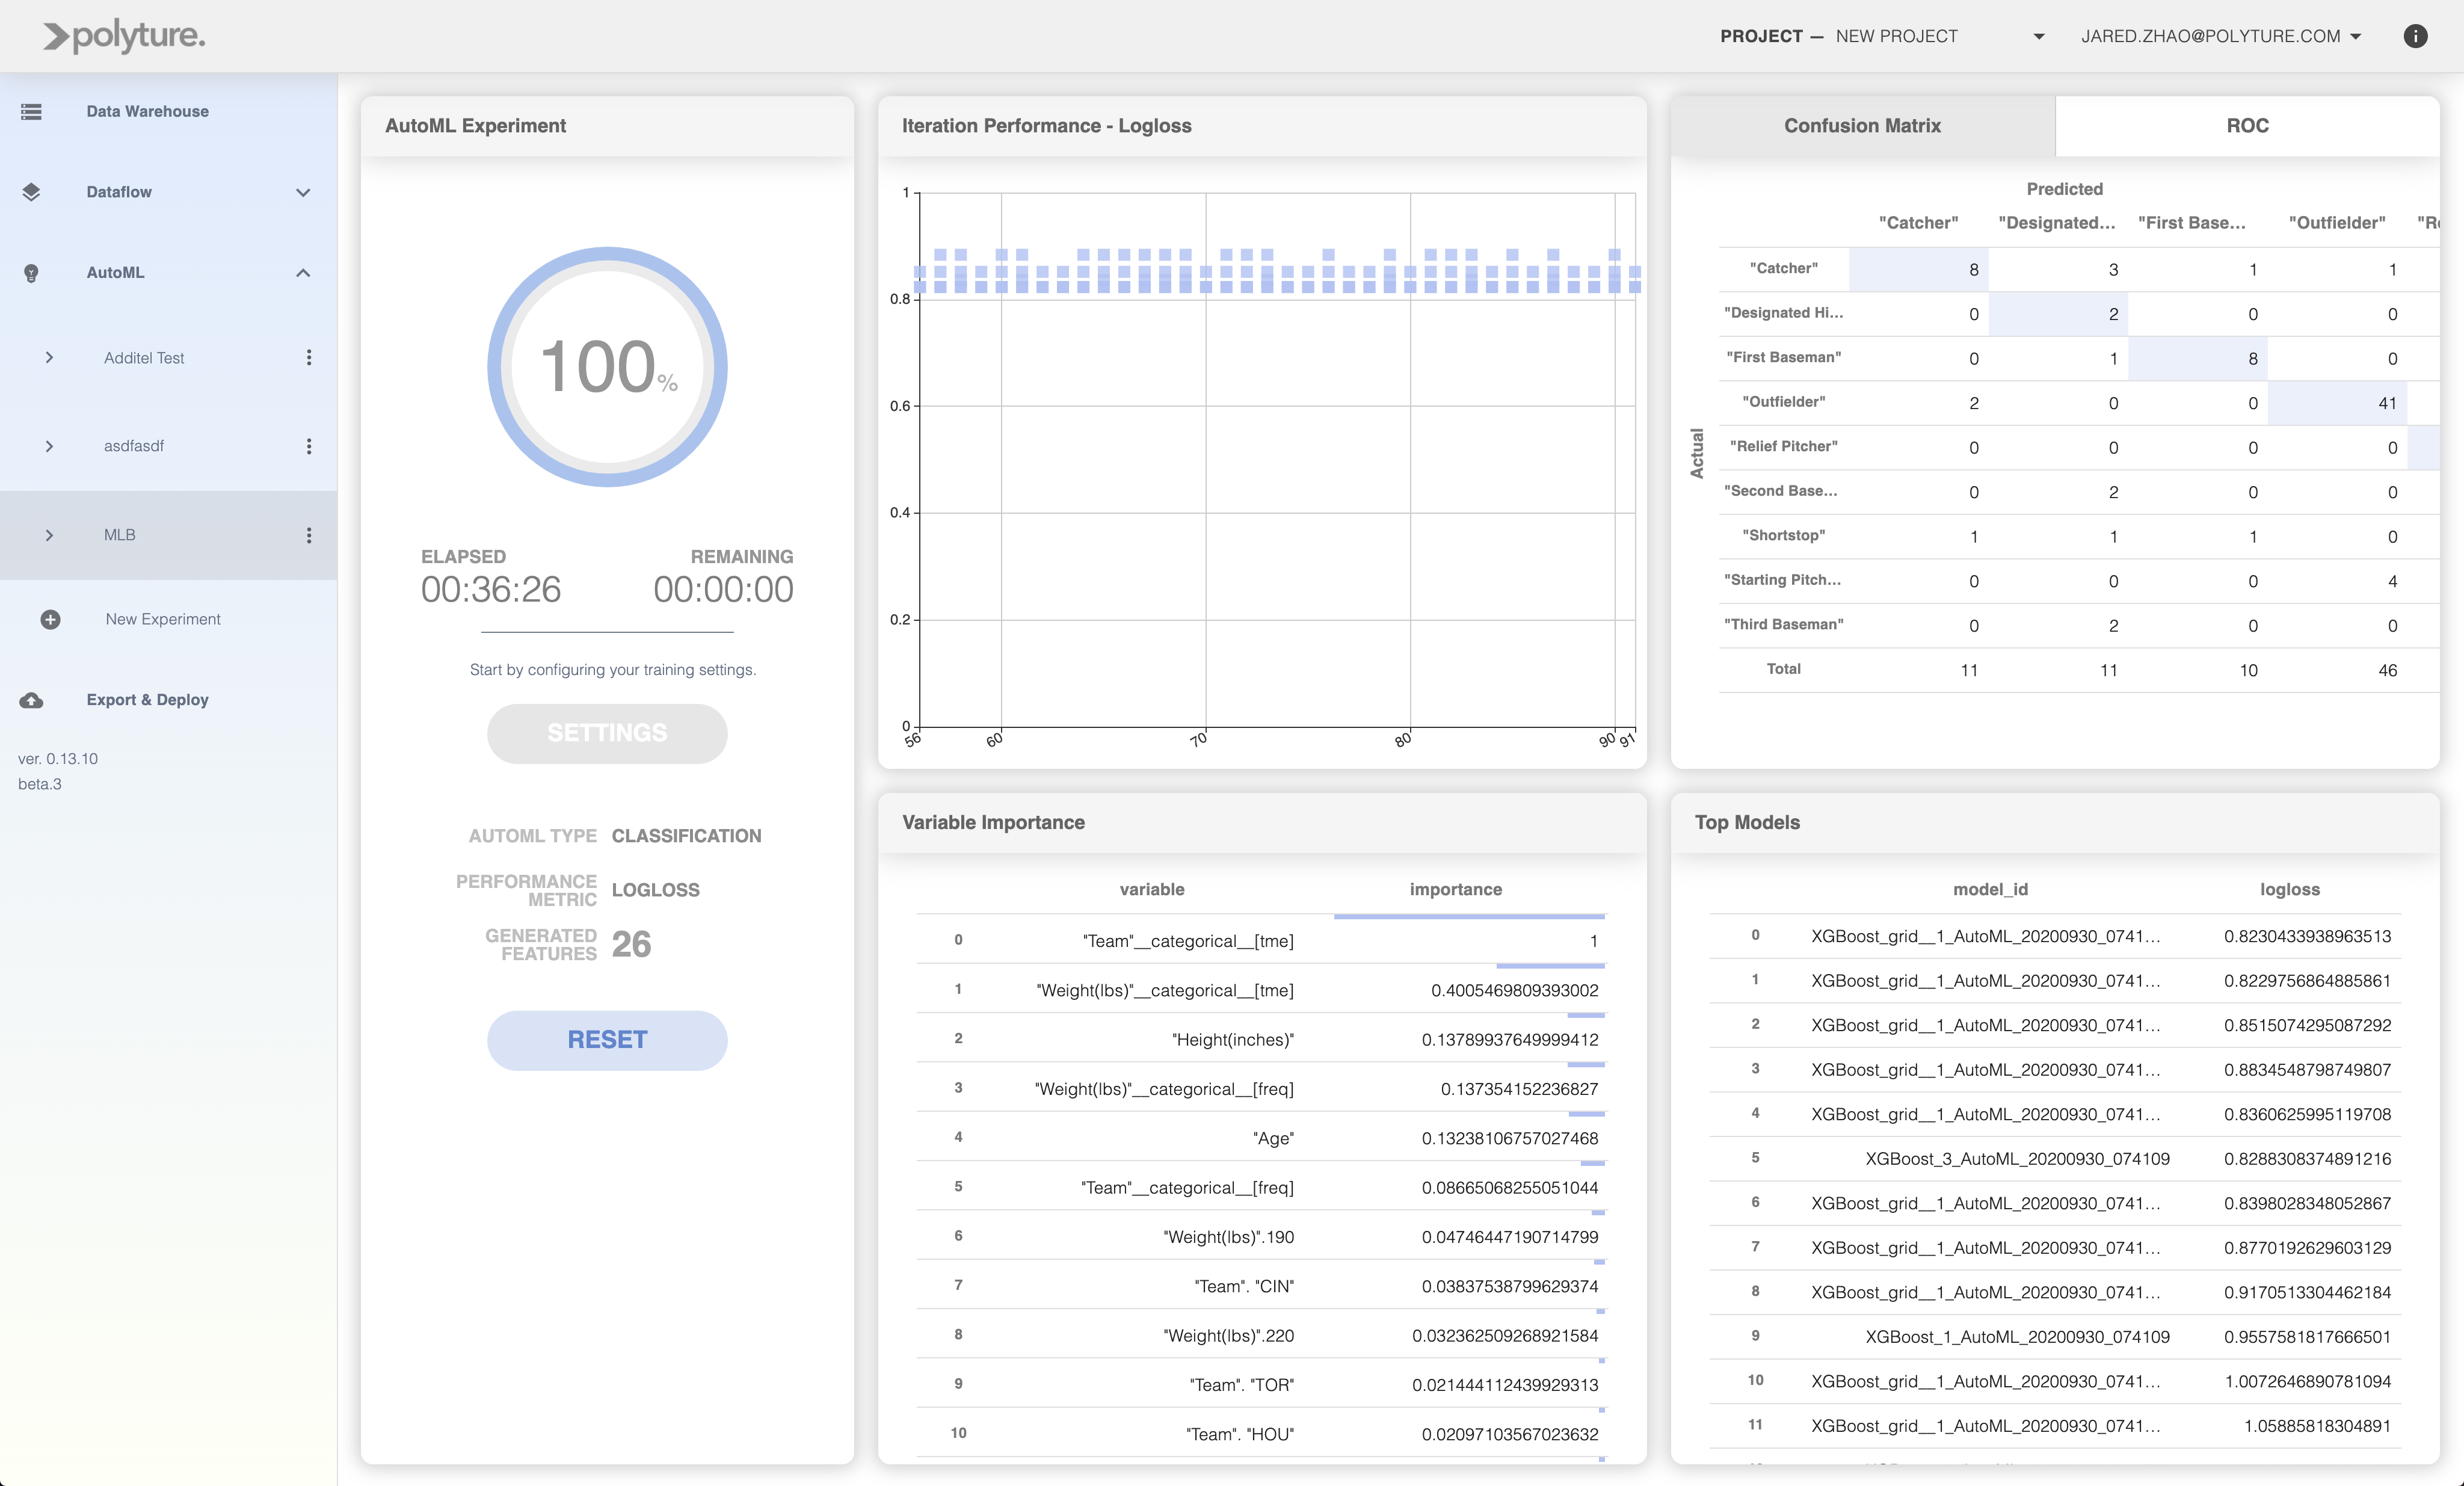 polyture.
PROJECT — NEW PROJECT
JARED.ZHAO@POLYTURE.COM
i
Data Warehouse
Dataflow
AutoML
Additel Test
asdfasdf
MLB
New Experiment
Export & Deploy
ver. 0.13.10
beta.3
AutoML Experiment
100%
ELAPSED REMAINING
00:36:26 00:00:00
Start by configuring your training settings.
SETTINGS
AUTOML TYPE CLASSIFICATION
PERFORMANCE
METRIC LOGLOSS
GENERATED
FEATURES 26
RESET
Iteration Performance - Logloss
1
0.8
0.6
0.4
0.2
0
56 60 70 80 90 91
Confusion Matrix ROC
Predicted
"Catcher" "Designated... "First Base... "Outfielder" "R
Actual
"Catcher" 8 3 1 1
"Designated Hi... 0 2 0 0
"First Baseman" 0 1 8 0
"Outfielder" 2 0 0 41
"Relief Pitcher" 0 0 0 0
"Second Base... 0 2 0 0
"Shortstop" 1 1 1 0
"Starting Pitch... 0 0 0 4
"Third Baseman" 0 2 0 0
Total 11 11 10 46
Variable Importance
variable importance
0 "Team"__categorical__[tme] 1
1 "Weight(lbs)"__categorical__[tme] 0.4005469809393002
2 "Height(inches)" 0.13789937649999412
3 "Weight(lbs)"__categorical__[freq] 0.137354152236827
4 "Age" 0.13238106757027468
5 "Team"__categorical__[freq] 0.08665068255051044
6 "Weight(lbs)".190 0.04746447190714799
7 "Team". "CIN" 0.03837538799629374
8 "Weight(lbs)".220 0.032362509268921584
9 "Team". "TOR" 0.021444112439929313
10 "Team". "HOU" 0.02097103567023632
Top Models
model_id logloss
0 XGBoost_grid__1_AutoML_20200930_0741... 0.8230433938963513
1 XGBoost_grid__1_AutoML_20200930_0741... 0.8229756864885861
2 XGBoost_grid__1_AutoML_20200930_0741... 0.8515074295087292
3 XGBoost_grid__1_AutoML_20200930_0741... 0.8834548798749807
4 XGBoost_grid__1_AutoML_20200930_0741... 0.8360625995119708
5 XGBoost_3_AutoML_20200930_074109 0.8288308374891216
6 XGBoost_grid__1_AutoML_20200930_0741... 0.8398028348052867
7 XGBoost_grid__1_AutoML_20200930_0741... 0.8770192629603129
8 XGBoost_grid__1_AutoML_20200930_0741... 0.9170513304462184
9 XGBoost_1_AutoML_20200930_074109 0.9557581817666501
10 XGBoost_grid__1_AutoML_20200930_0741... 1.0072646890781094
11 XGBoost_grid__1_AutoML_20200930_0741... 1.05885818304891